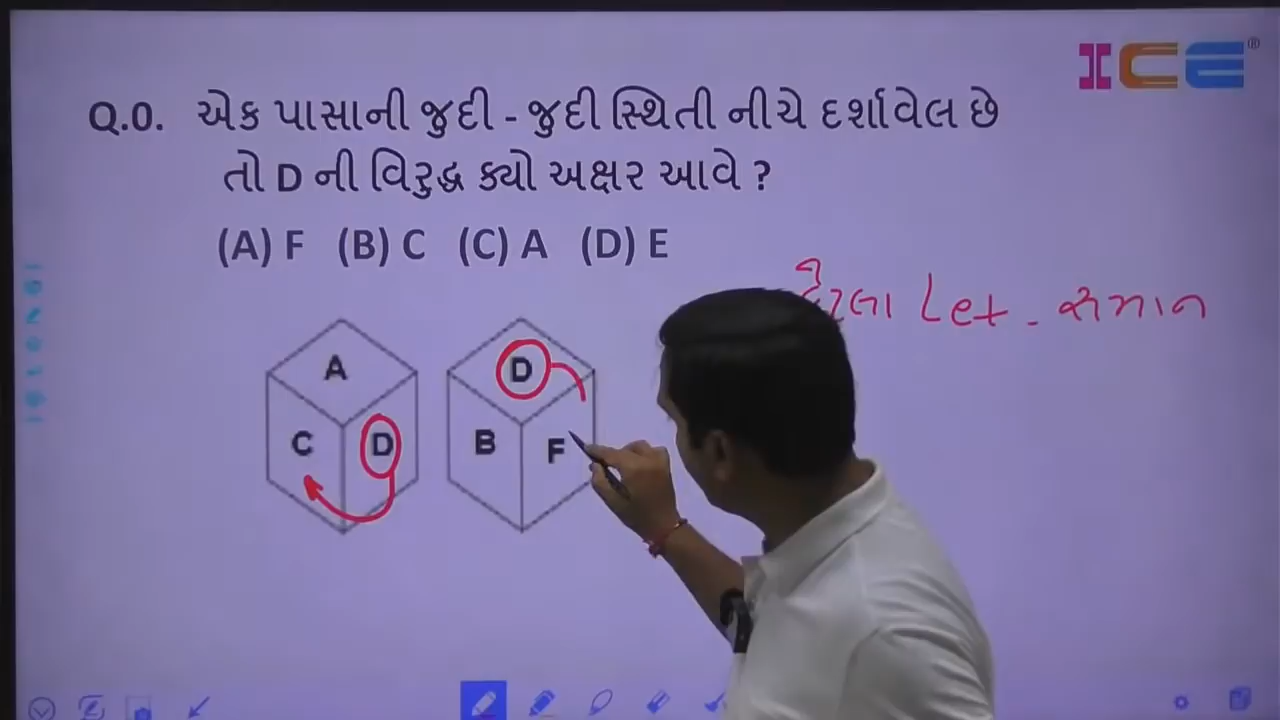 ICE®
Q.0. એક પાસાની જુદી - જુદી સ્થિતી નીચે દર્શાવેલ છે
તો D ની વિરુદ્ધ ક્યો અક્ષર આવે ?
(A) F (B) C (C) A (D) E
Let - સમાન
A
C D
D
B F